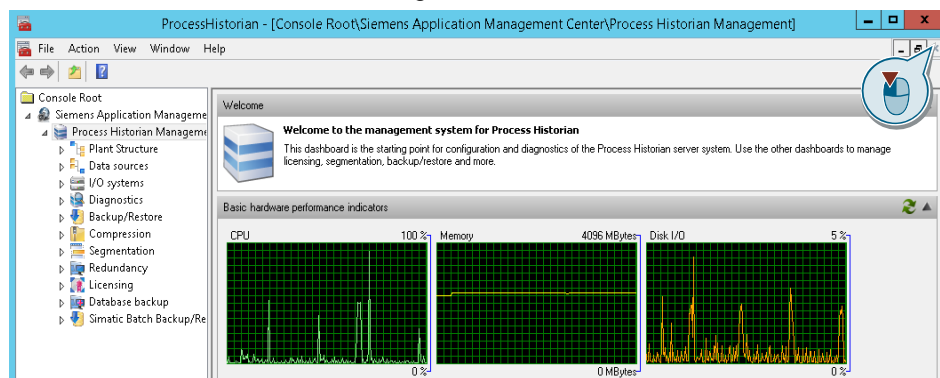 ProcessHistorian - [Console Root\Siemens Application Management Center\Process Historian Management]
File Action View Window Help
Console Root
Siemens Application Manageme
Process Historian Manageme
Plant Structure
Data sources
I/O systems
Diagnostics
Backup/Restore
Compression
Segmentation
Redundancy
Licensing
Database backup
Simatic Batch Backup/Re
Welcome
Welcome to the management system for Process Historian
This dashboard is the starting point for configuration and diagnostics of the Process Historian server system. Use the other dashboards to manage
licensing, segmentation, backup/restore and more.
Basic hardware performance indicators
CPU 100 % Memory 4096 MBytes Disk I/O 5 %
0 % 0 MBytes 0 %